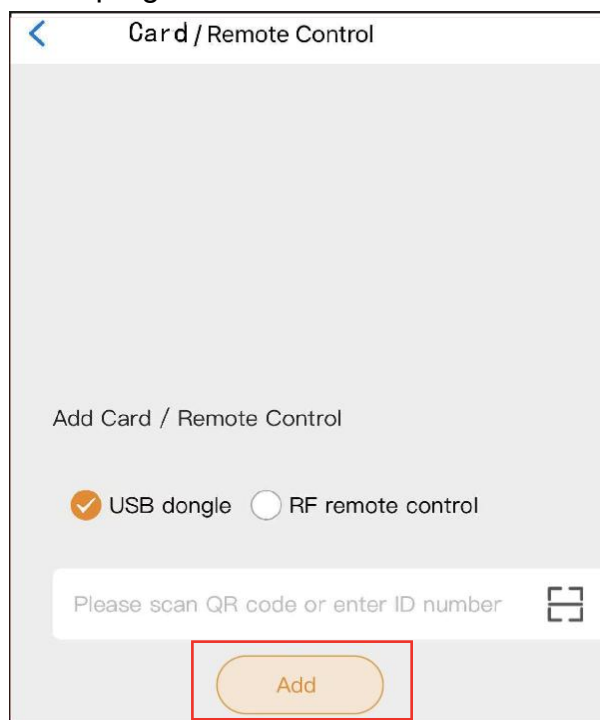 Card / Remote Control
Add Card / Remote Control
USB dongle RF remote control
Please scan QR code or enter ID number
Add